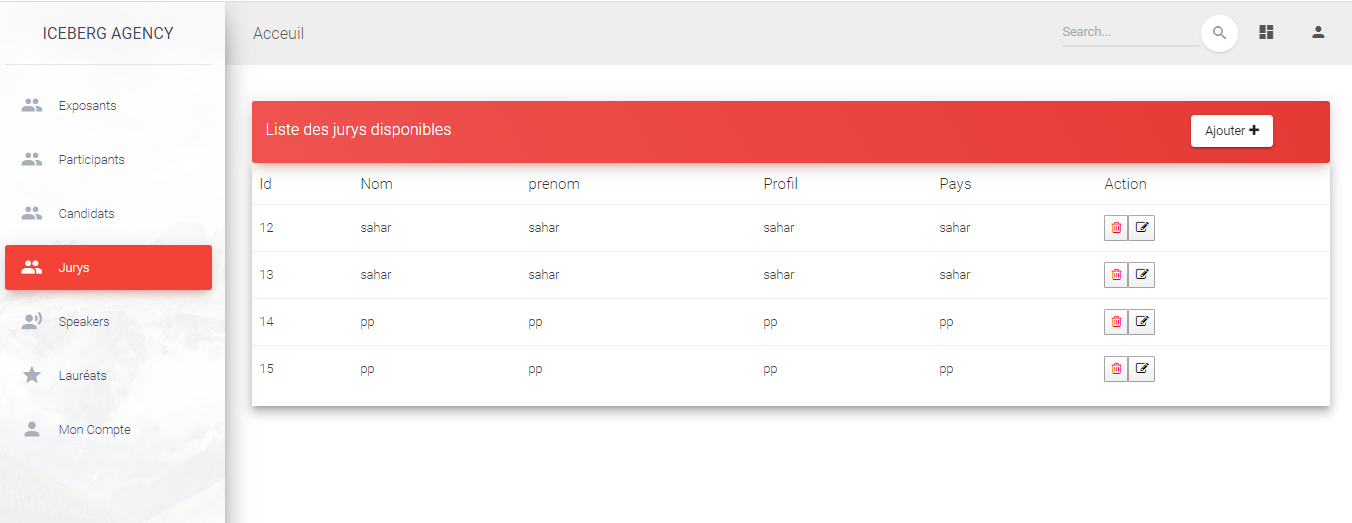 ICEBERG AGENCY
Acceuil
Search...
Exposants
Participants
Candidats
Jurys
Speakers
Lauréats
Mon Compte
Liste des jurys disponibles
Ajouter
Id Nom prenom Profil Pays Action
12 sahar sahar sahar sahar
13 sahar sahar sahar sahar
14 pp pp pp pp
15 pp pp pp pp